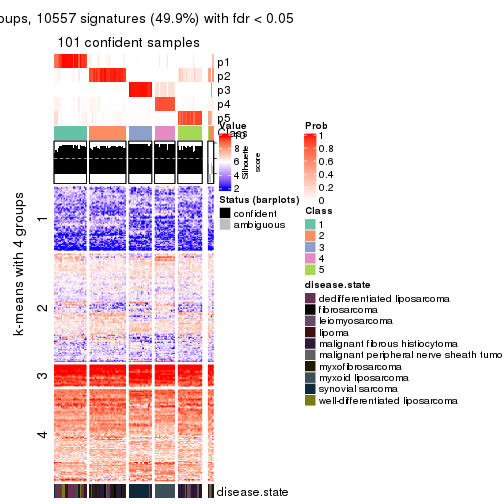 oups, 10557 signatures (49.9%) with fdr < 0.05
101 confident samples
p1
p2
p3
p4
p5
Class
Silhouette
score
k-means with 4 groups
1
2
3
4
disease.state
Value
8
6
4
2
Status (barplots)
confident
ambiguous
Prob
1
0.8
0.6
0.4
0.2
0
Class
1
2
3
4
5
disease.state
dedifferentiated liposarcoma
fibrosarcoma
leiomyosarcoma
lipoma
malignant fibrous histiocytoma
malignant peripheral nerve sheath tumo
myxofibrosarcoma
myxoid liposarcoma
synovial sarcoma
well-differentiated liposarcoma